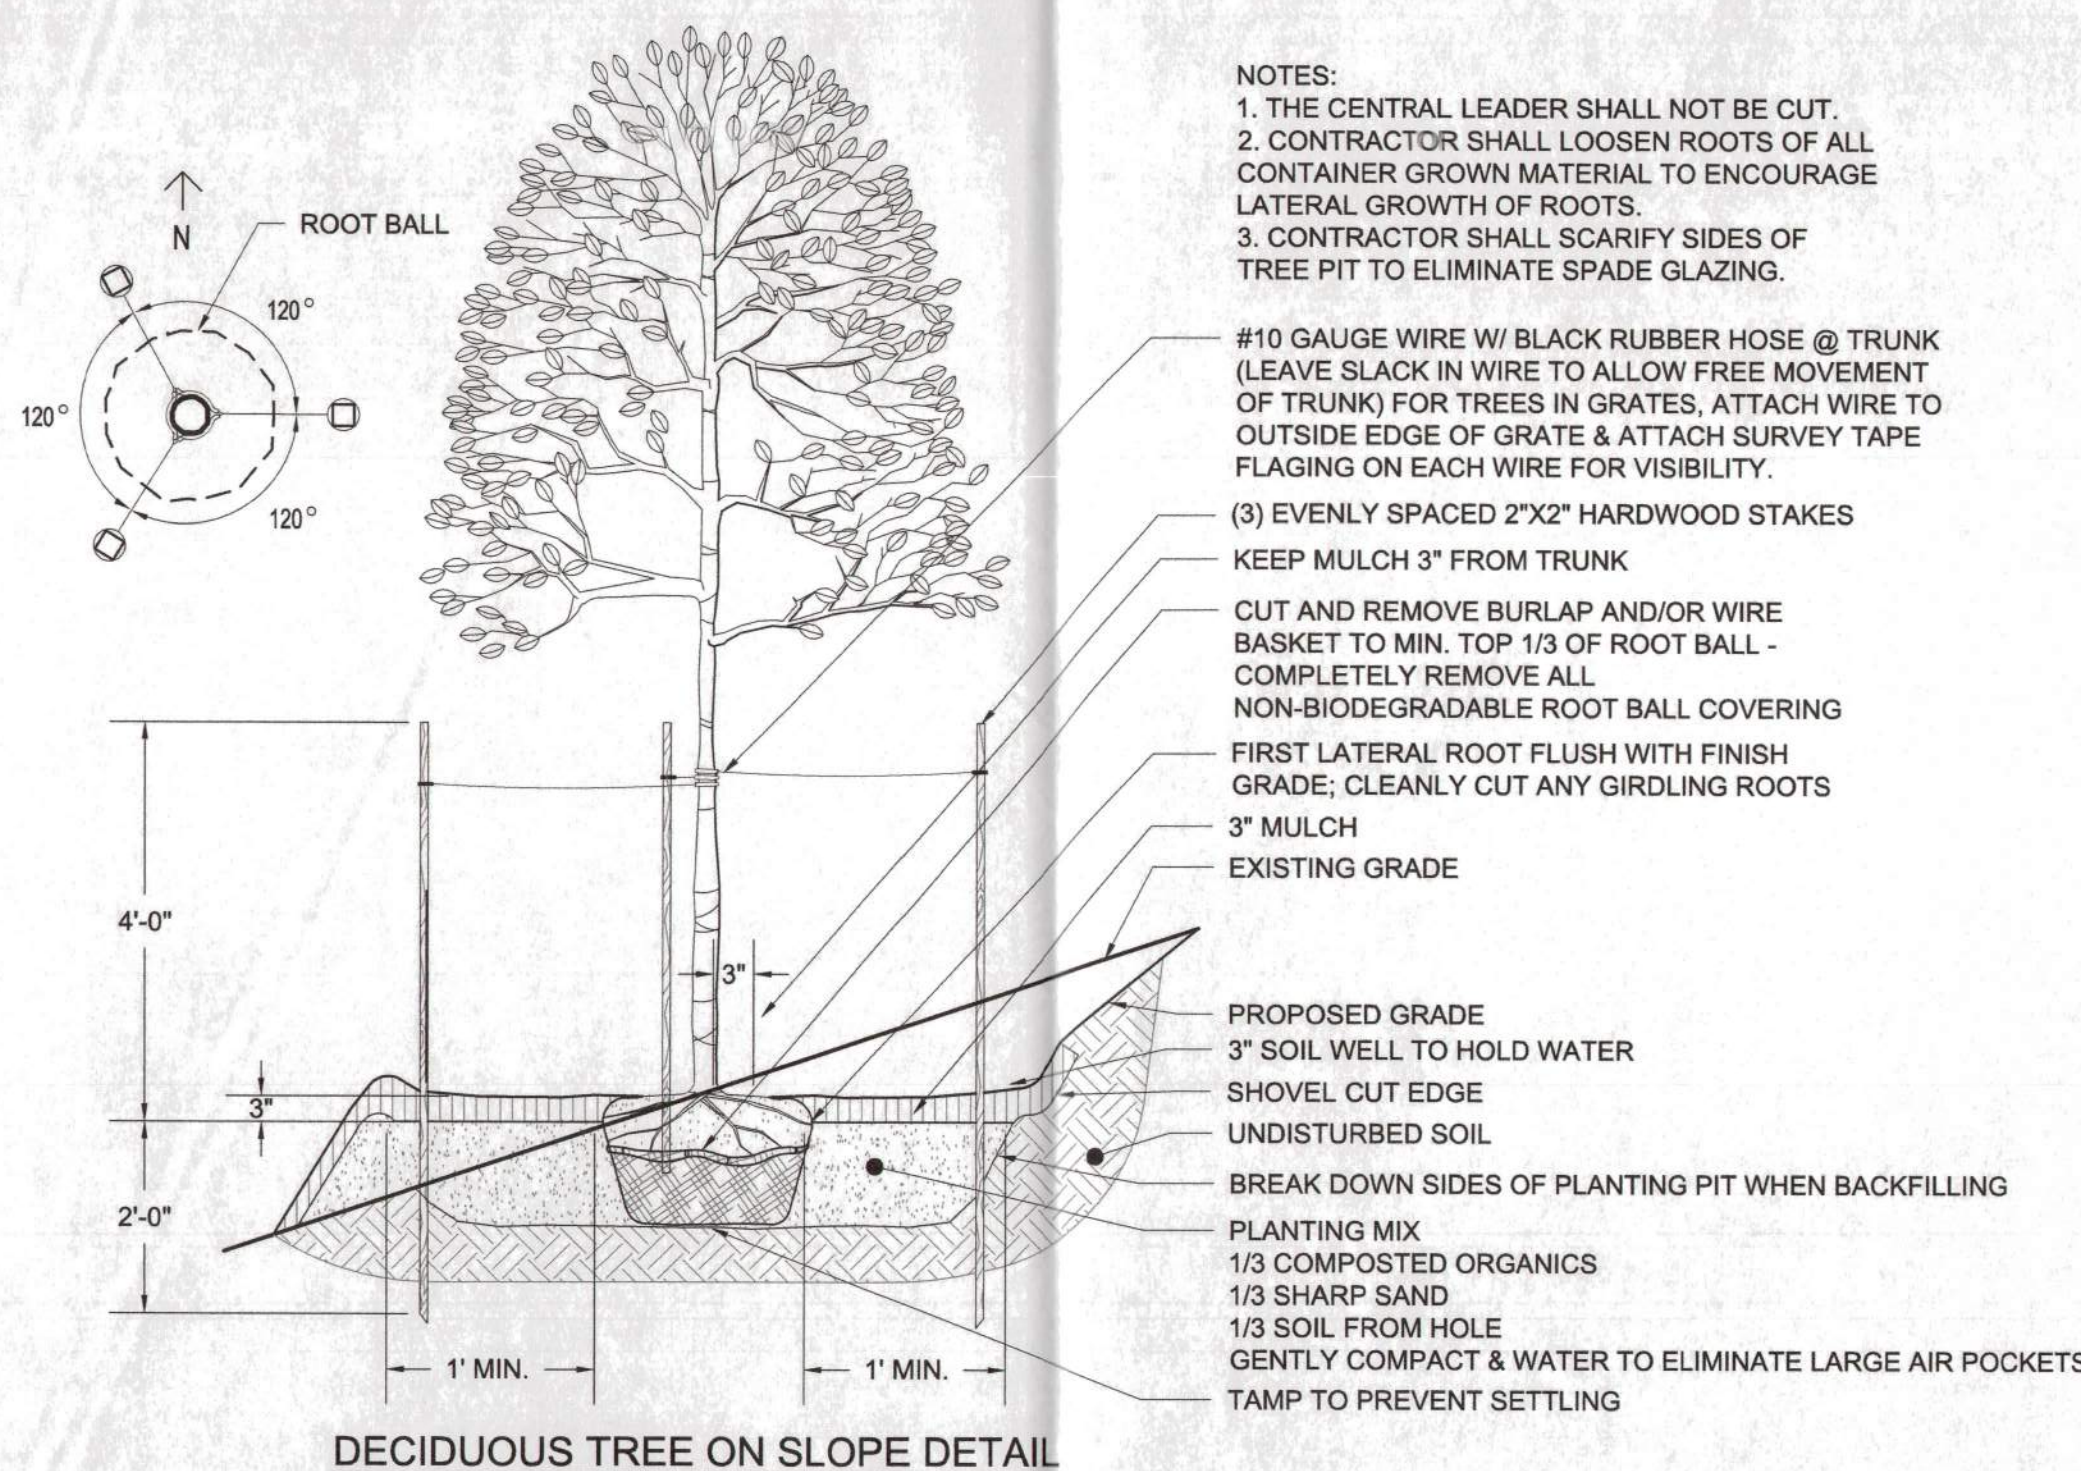 NOTES:
1. THE CENTRAL LEADER SHALL NOT BE CUT.
2. CONTRACTOR SHALL LOOSEN ROOTS OF ALL
CONTAINER GROWN MATERIAL TO ENCOURAGE
LATERAL GROWTH OF ROOTS.
3. CONTRACTOR SHALL SCARIFY SIDES OF
TREE PIT TO ELIMINATE SPADE GLAZING.
N
ROOT BALL
120°
120°
120°
#10 GAUGE WIRE W/ BLACK RUBBER HOSE @ TRUNK
(LEAVE SLACK IN WIRE TO ALLOW FREE MOVEMENT
OF TRUNK) FOR TREES IN GRATES, ATTACH WIRE TO
OUTSIDE EDGE OF GRATE & ATTACH SURVEY TAPE
FLAGING ON EACH WIRE FOR VISIBILITY.
(3) EVENLY SPACED 2"X2" HARDWOOD STAKES
KEEP MULCH 3" FROM TRUNK
CUT AND REMOVE BURLAP AND/OR WIRE
BASKET TO MIN. TOP 1/3 OF ROOT BALL -
COMPLETELY REMOVE ALL
NON-BIODEGRADABLE ROOT BALL COVERING
FIRST LATERAL ROOT FLUSH WITH FINISH
GRADE; CLEANLY CUT ANY GIRDLING ROOTS
3" MULCH
EXISTING GRADE
4'-0"
3"
PROPOSED GRADE
3" SOIL WELL TO HOLD WATER
SHOVEL CUT EDGE
3"
UNDISTURBED SOIL
BREAK DOWN SIDES OF PLANTING PIT WHEN BACKFILLING
2'-0"
PLANTING MIX
1/3 COMPOSTED ORGANICS
1/3 SHARP SAND
1/3 SOIL FROM HOLE
GENTLY COMPACT & WATER TO ELIMINATE LARGE AIR POCKETS
1' MIN.
1' MIN.
TAMP TO PREVENT SETTLING
DECIDUOUS TREE ON SLOPE DETAIL